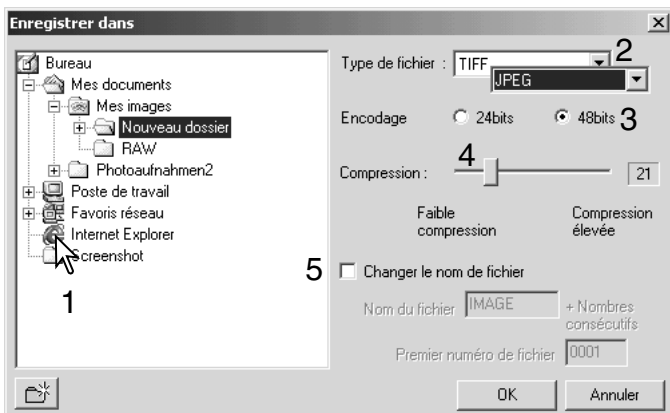 Enregistrer dans
Bureau
Mes documents
Mes images
Nouveau dossier
RAW
Photoaufnahmen2
Poste de travail
Favoris réseau
Internet Explorer
Screenshot
1
Type de fichier : TIFF 2
JPEG
Encodage 24bits 48bits 3
4
Compression : 21
Faible compression
Compression élevée
5 Changer le nom de fichier
Nom du fichier IMAGE + Nombres consécutifs
Premier numéro de fichier 0001
OK Annuler